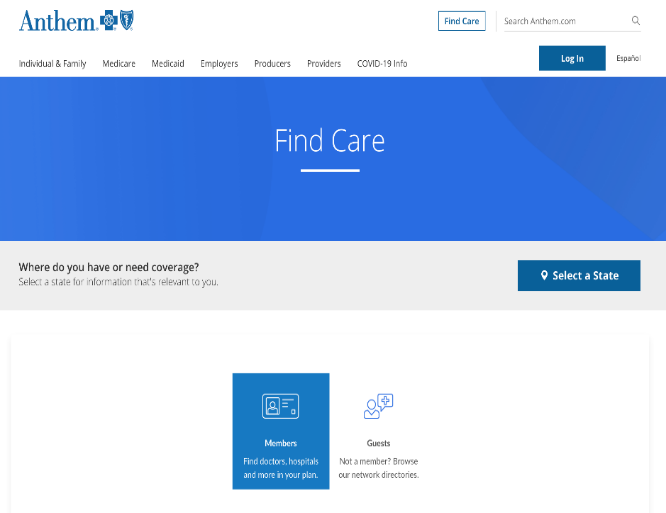 Anthem
Find Care
Search Anthem.com
Individual & Family Medicare Medicaid Employers Producers Providers COVID-19 Info
Log In
Español
Find Care
Where do you have or need coverage?
Select a state for information that's relevant to you.
Select a State
Members
Find doctors, hospitals
and more in your plan.
Guests
Not a member? Browse
our network directories.